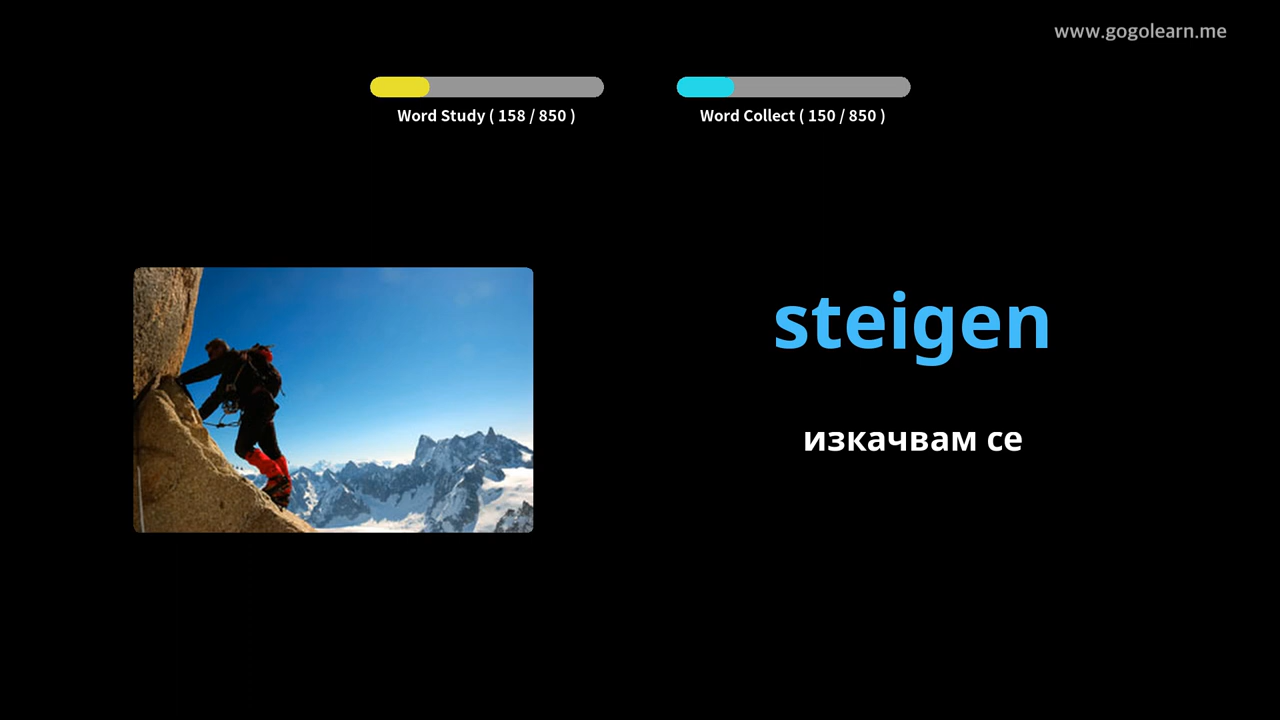 www.gogolearn.me
Word Study ( 158 / 850 )
Word Collect ( 150 / 850 )
steigen
изкачвам се